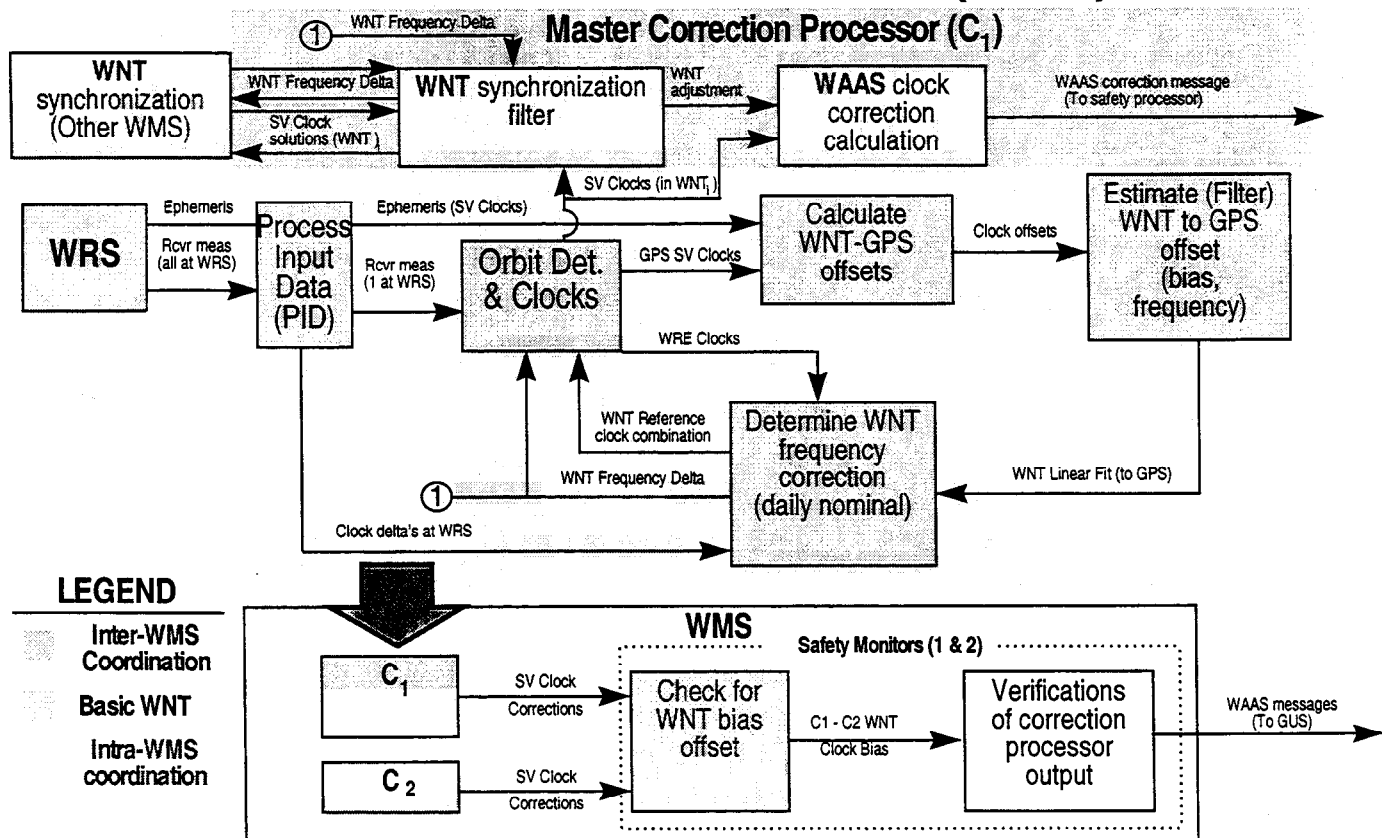 WNT Frequency Delta
1
Master Correction Processor (C1)
WNT
synchronization
(Other WMS)
WNT Frequency Delta
SV Clock
solutions (WNTj
WNT synchronization
filter
WNT
adjustment
WAAS clock
correction
calculation
WAAS correction message
(To safety processor)
SV Clocks (in WNTi)
WRS
Ephemeris
Rcvr meas
(all at WRS)
Process
Input
Data
(PID)
Ephemeris (SV Clocks)
Rcvr meas
(1 at WRS)
Orbit Det.
& Clocks
GPS SV Clocks
Calculate
WNT-GPS
offsets
Clock offsets
Estimate (Filter)
WNT to GPS
offset
(bias,
frequency)
WRE Clocks
WNT Reference
clock combination
WNT Frequency Delta
1
Determine WNT
frequency
correction
(daily nominal)
WNT Linear Fit (to GPS)
Clock delta's at WRS
LEGEND
Inter-WMS
Coordination
Basic WNT
Intra-WMS
coordination
WMS
Safety Monitors (1 & 2)
C1
SV Clock
Corrections
C2
SV Clock
Corrections
Check for
WNT bias
offset
C1 - C2 WNT
Clock Bias
Verifications
of correction
processor
output
WAAS messages
(To GUS)